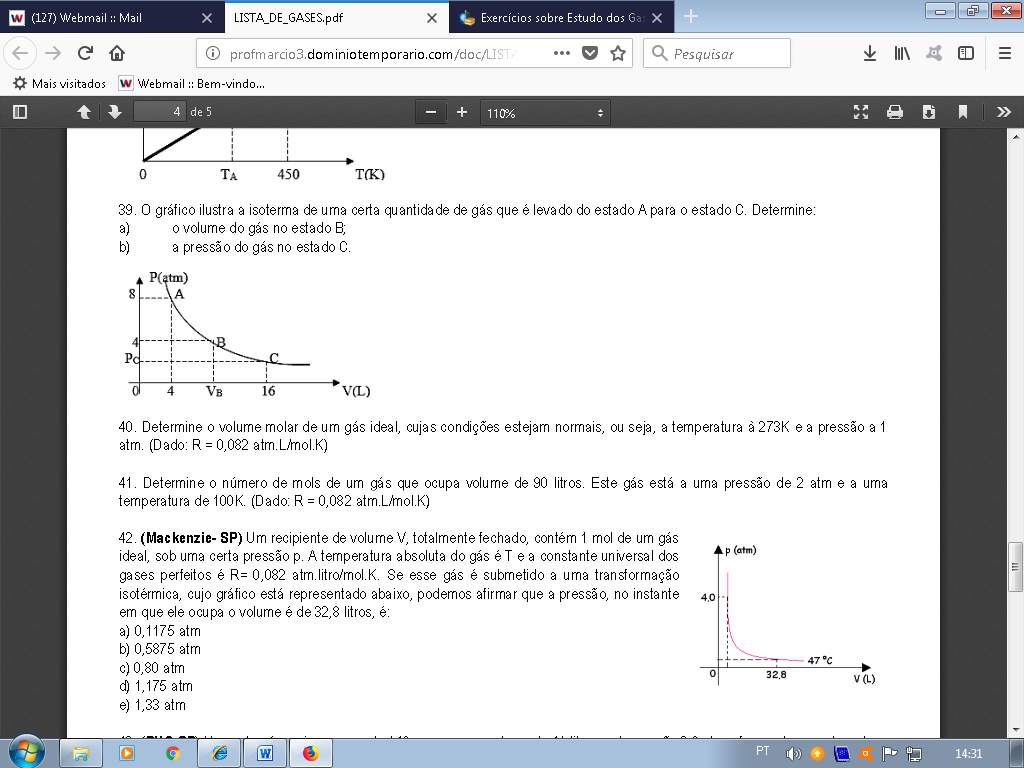 (127) Webmail :: Mail
LISTA_DE_GASES.pdf
Exercícios sobre Estudo dos Ga
profmarcio3.dominiotemporario.com/doc/LIST
Pesquisar
Mais visitados
Webmail :: Bem-vindo...
4 de 5
110%
0 TA 450 T(K)
39. O gráfico ilustra a isoterma de uma certa quantidade de gás que é levado do estado A para o estado C. Determine:
a) o volume do gás no estado B;
b) a pressão do gás no estado C.
P(atm)
8 A
4 B
PC C
0 4 VB 16 V(L)
40. Determine o volume molar de um gás ideal, cujas condições estejam normais, ou seja, a temperatura à 273K e a pressão a 1
atm. (Dado: R = 0,082 atm.L/mol.K)
41. Determine o número de mols de um gás que ocupa volume de 90 litros. Este gás está a uma pressão de 2 atm e a uma
temperatura de 100K. (Dado: R = 0,082 atm.L/mol.K)
42. (Mackenzie- SP) Um recipiente de volume V, totalmente fechado, contém 1 mol de um gás
ideal, sob uma certa pressão p. A temperatura absoluta do gás é T e a constante universal dos
gases perfeitos é R= 0,082 atm.litro/mol.K. Se esse gás é submetido a uma transformação
isotérmica, cujo gráfico está representado abaixo, podemos afirmar que a pressão, no instante
em que ele ocupa o volume é de 32,8 litros, é:
a) 0,1175 atm
b) 0,5875 atm
c) 0,80 atm
d) 1,175 atm
e) 1,33 atm
p (atm)
4,0
47 °C
0 32,8
V (L)
PT
14:31